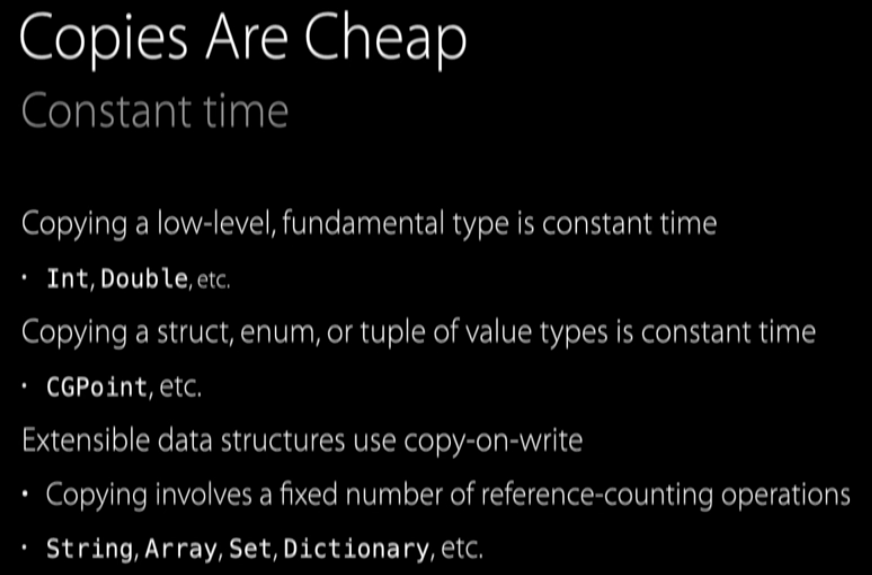 Copies Are Cheap
Constant time
Copying a low-level, fundamental type is constant time
• Int, Double, etc.
Copying a struct, enum, or tuple of value types is constant time
• CGPoint, etc.
Extensible data structures use copy-on-write
• Copying involves a fixed number of reference-counting operations
• String, Array, Set, Dictionary, etc.